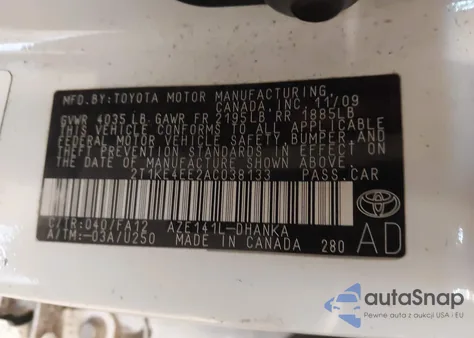 MFD.BY:TOYOTA MOTOR MANUFACTURING
CANADA,INC. 11/09
GVWR 4035LB GAWR FR 2195LB RR 1885LB
THIS VEHICLE CONFORMS TO ALL APPLICABLE
FEDERAL MOTOR VEHICLE SAFETY, BUMPER, AND
THEFT PREVENTION STANDARDS IN EFFECT ON
THE DATE OF MANUFACTURE SHOWN ABOVE.
2T1KE4EE2AC038133 PASS.CAR
C/TR:040/FA12 AZE141L-DHANKA
A/TM:-03A/U250 MADE IN CANADA 280
TOYOTA
AD
autoSnap
Pewne auta z aukcji USA i EU